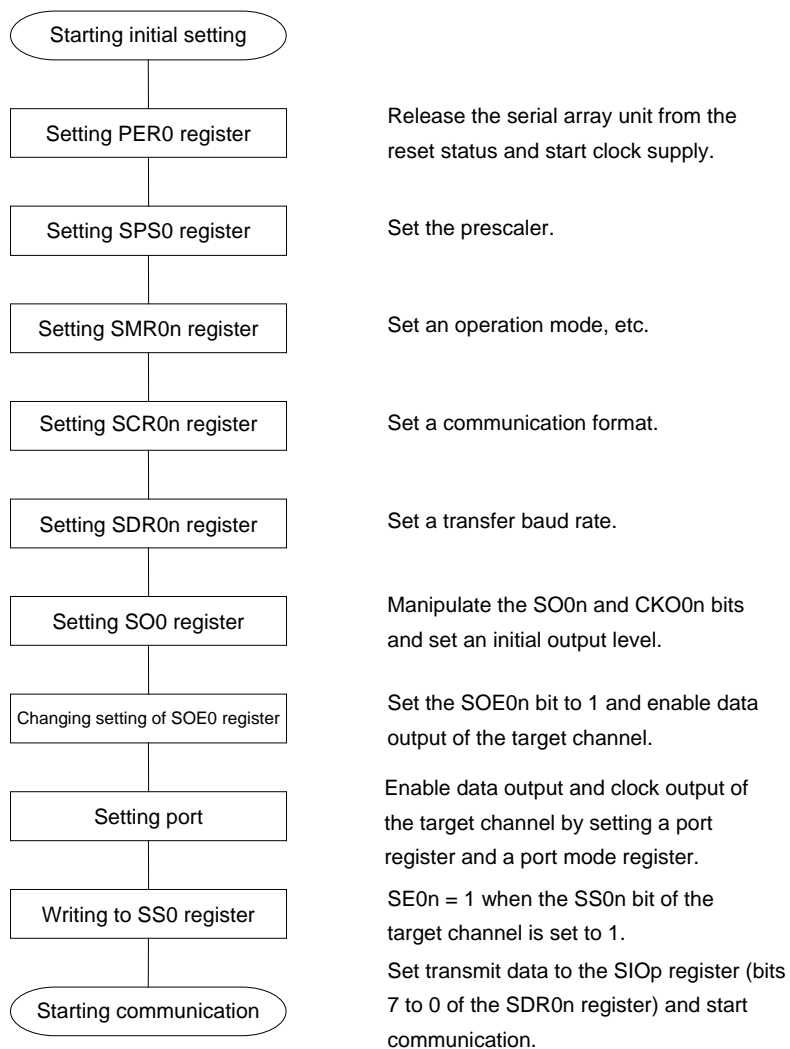 Starting initial setting
Setting PER0 register
Release the serial array unit from the
reset status and start clock supply.
Setting SPS0 register
Set the prescaler.
Setting SMR0n register
Set an operation mode, etc.
Setting SCR0n register
Set a communication format.
Setting SDR0n register
Set a transfer baud rate.
Setting SO0 register
Manipulate the SO0n and CKO0n bits
and set an initial output level.
Changing setting of SOE0 register
Set the SOE0n bit to 1 and enable data
output of the target channel.
Setting port
Enable data output and clock output of
the target channel by setting a port
register and a port mode register.
Writing to SS0 register
SE0n = 1 when the SS0n bit of the
target channel is set to 1.
Starting communication
Set transmit data to the SIOp register (bits
7 to 0 of the SDR0n register) and start
communication.